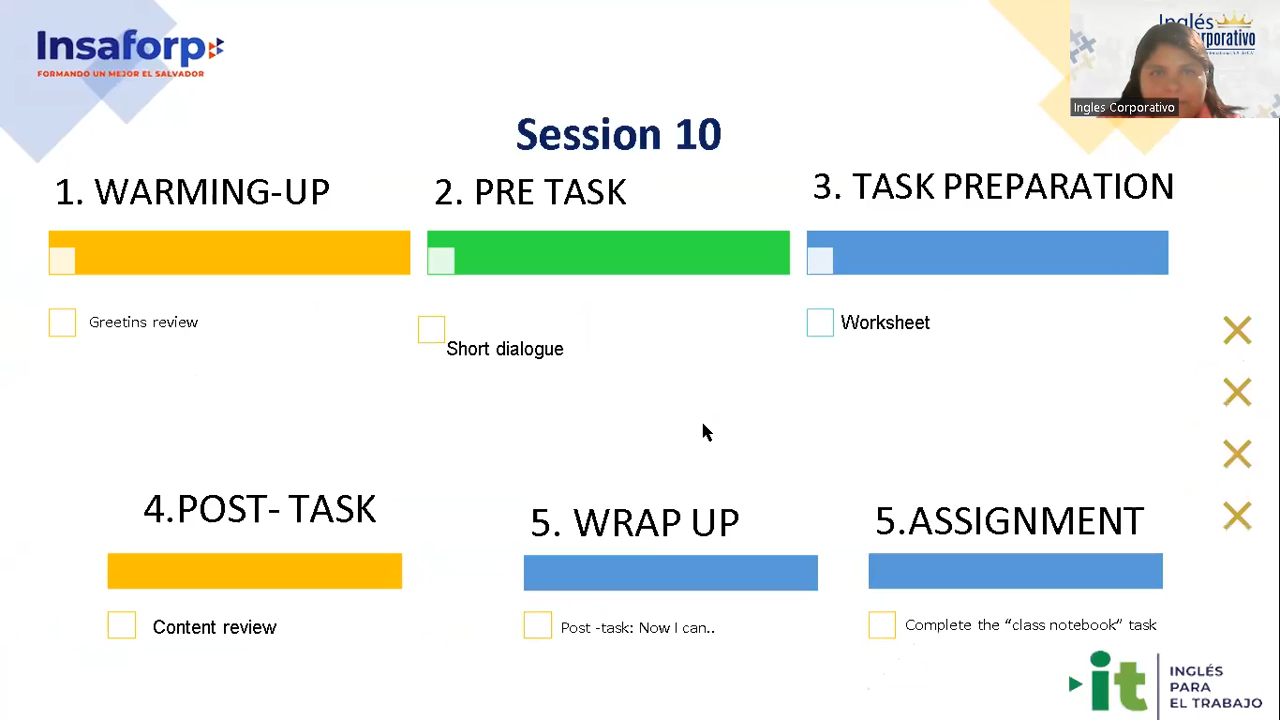 Insaforp
FORMANDO UN MEJOR EL SALVADOR
Inglés
rporativo
Ingles Corporativo
Session 10
1. WARMING-UP
2. PRE TASK
3. TASK PREPARATION
Greetins review
Short dialogue
Worksheet
4.POST- TASK
5. WRAP UP
5.ASSIGNMENT
Content review
Post -task: Now I can..
Complete the “class notebook” task
it
INGLÉS
PARA
EL TRABAJO